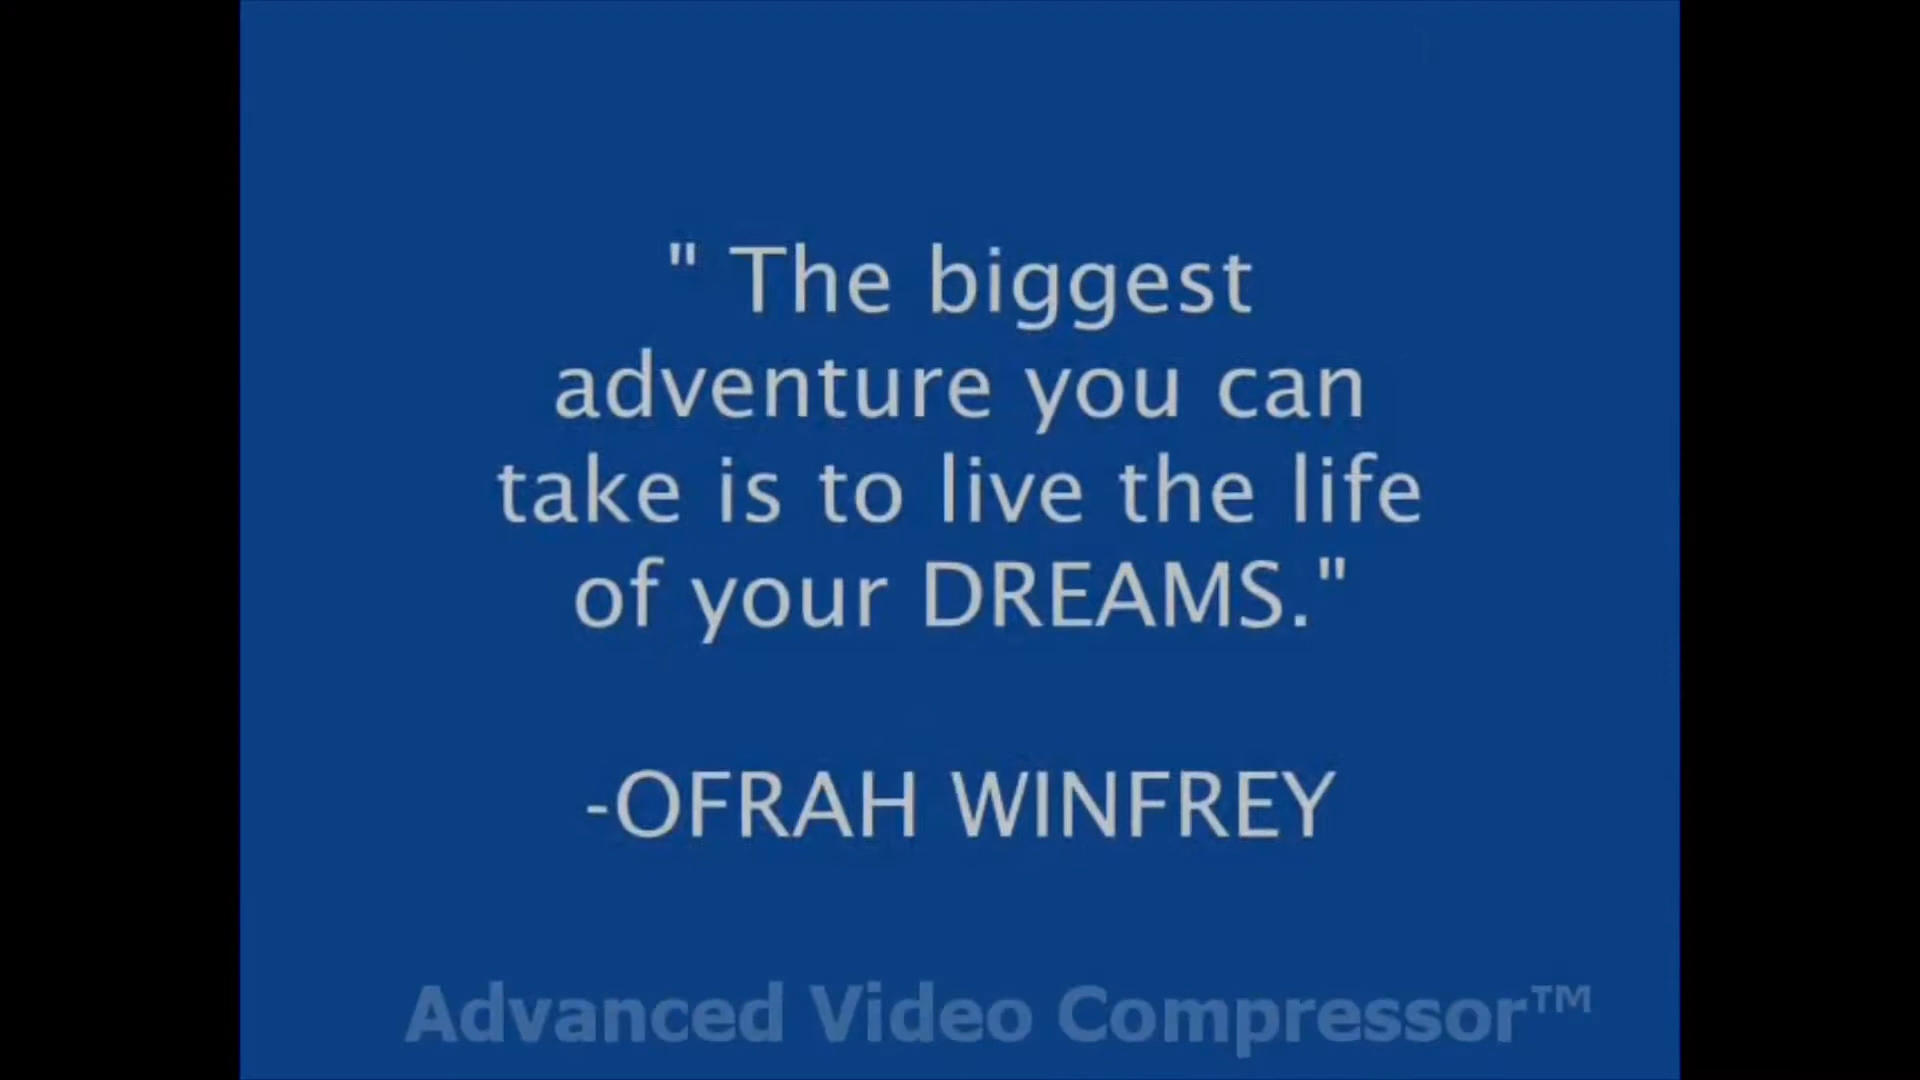 " The biggest
adventure you can
take is to live the life
of your DREAMS."
-OFRAH WINFREY
Advanced Video Compressor™